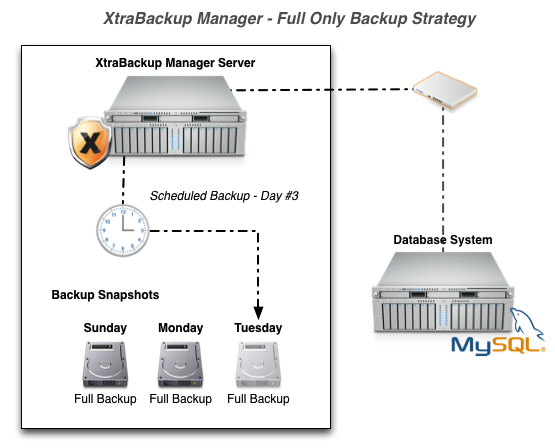 XtraBackup Manager - Full Only Backup Strategy
XtraBackup Manager Server
X
Scheduled Backup - Day #3
Database System
MySQL®
Backup Snapshots
Sunday Monday Tuesday
Full Backup Full Backup Full Backup